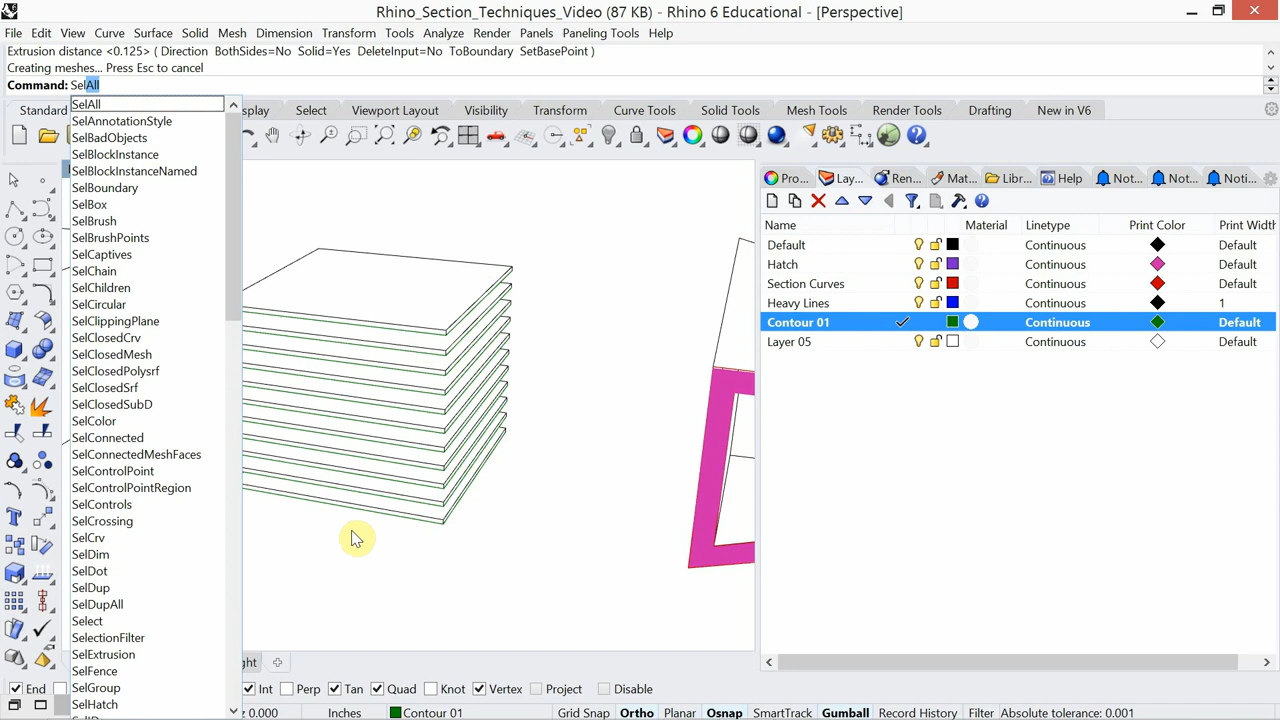 Rhino_Section_Techniques_Video (87 KB) - Rhino 6 Educational - [Perspective]
File Edit View Curve Surface Solid Mesh Dimension Transform Tools Analyze Render Panels Paneling Tools Help
Extrusion distance <0.125> ( Direction BothSides=No Solid=Yes DeleteInput=No ToBoundary SetBasePoint )
Creating meshes... Press Esc to cancel
Command: SelAll
Standard splay Select Viewport Layout Visibility Transform Curve Tools Solid Tools Mesh Tools Render Tools Drafting New in V6
SelAll
SelAnnotationStyle
SelBadObjects
SelBlockInstance
SelBlockInstanceNamed
SelBoundary
SelBox
SelBrush
SelBrushPoints
SelCaptives
SelChain
SelChildren
SelCircular
SelClippingPlane
SelClosedCrv
SelClosedMesh
SelClosedPolysrf
SelClosedSrf
SelClosedSubD
SelColor
SelConnected
SelConnectedMeshFaces
SelControlPoint
SelControlPointRegion
SelControls
SelCrossing
SelCrv
SelDim
SelDot
SelDup
SelDupAll
Select
SelectionFilter
SelExtrusion
SelFence
SelGroup
SelHatch
Pro... Lay... Ren... Mat... Libr... Help Not... Not... Noti...
Name Material Linetype Print Color Print Width
Default Continuous Default
Hatch Continuous Default
Section Curves Continuous Default
Heavy Lines Continuous 1
Contour 01 Continuous Default
Layer 05 Continuous Default
ght
End Int Perp Tan Quad Knot Vertex Project Disable
z 0.000 Inches Contour 01 Grid Snap Ortho Planar Osnap SmartTrack Gumball Record History Filter Absolute tolerance: 0.001